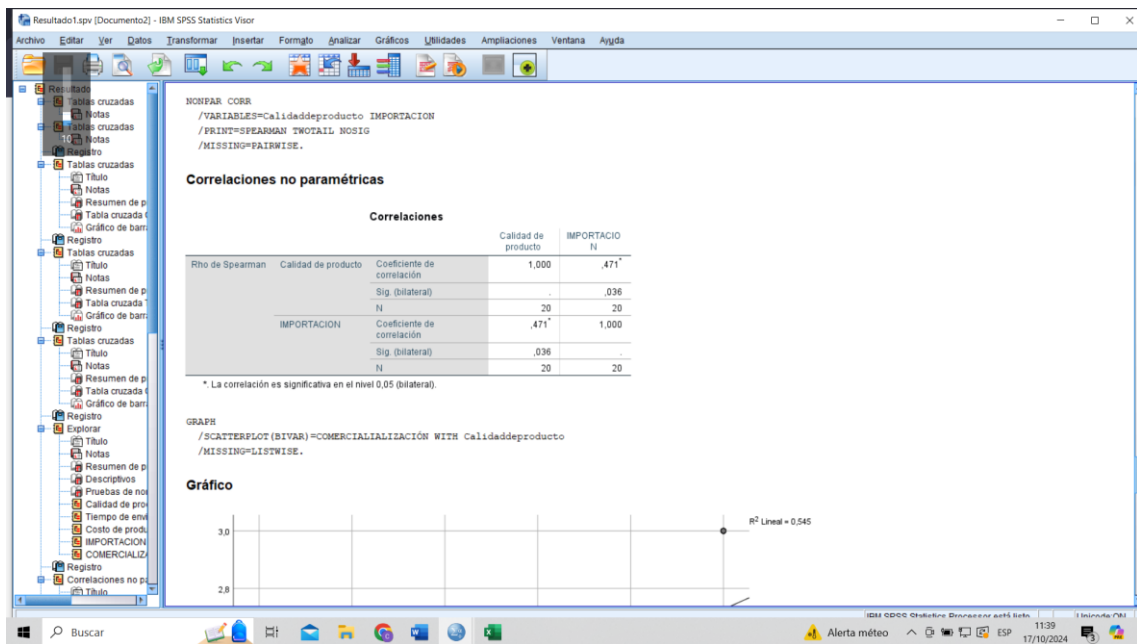 Resultado1.spv [Documento2] - IBM SPSS Statistics Visor
Archivo Editar Ver Datos Transformar Insertar Formato Analizar Gráficos Utilidades Ampliaciones Ventana Ayuda
Resultado
Tablas cruzadas
Notas
Tablas cruzadas
10 Notas
Registro
Tablas cruzadas
Título
Notas
Resumen de p
Tabla cruzada C
Gráfico de barr
Registro
Tablas cruzadas
Título
Notas
Resumen de p
Tabla cruzada T
Gráfico de barr
Registro
Tablas cruzadas
Título
Notas
Resumen de p
Tabla cruzada C
Gráfico de barr
Registro
Explorar
Título
Notas
Resumen de p
Descriptivos
Pruebas de nor
Calidad de pro
Tiempo de envi
Costo de produ
IMPORTACION
COMERCIALIZA
Registro
Correlaciones no pa
Título
NONPAR CORR
/VARIABLES=Calidaddeproducto IMPORTACION
/PRINT=SPEARMAN TWOTAIL NOSIG
/MISSING=PAIRWISE.
Correlaciones no paramétricas
Correlaciones
Calidad de producto IMPORTACIO N
Rho de Spearman Calidad de producto Coeficiente de correlación 1,000 ,471*
Sig. (bilateral) . ,036
N 20 20
IMPORTACION Coeficiente de correlación ,471* 1,000
Sig. (bilateral) ,036 .
N 20 20
*. La correlación es significativa en el nivel 0,05 (bilateral).
GRAPH
/SCATTERPLOT(BIVAR)=COMERCIALIALIZACIÓN WITH Calidaddeproducto
/MISSING=LISTWISE.
Gráfico
R2 Lineal = 0,545
3,0
2,8
IBM SPSS Statistics Processor está listo Unicode:ON
Buscar
Alerta méteo
ESP
11:39
17/10/2024
3